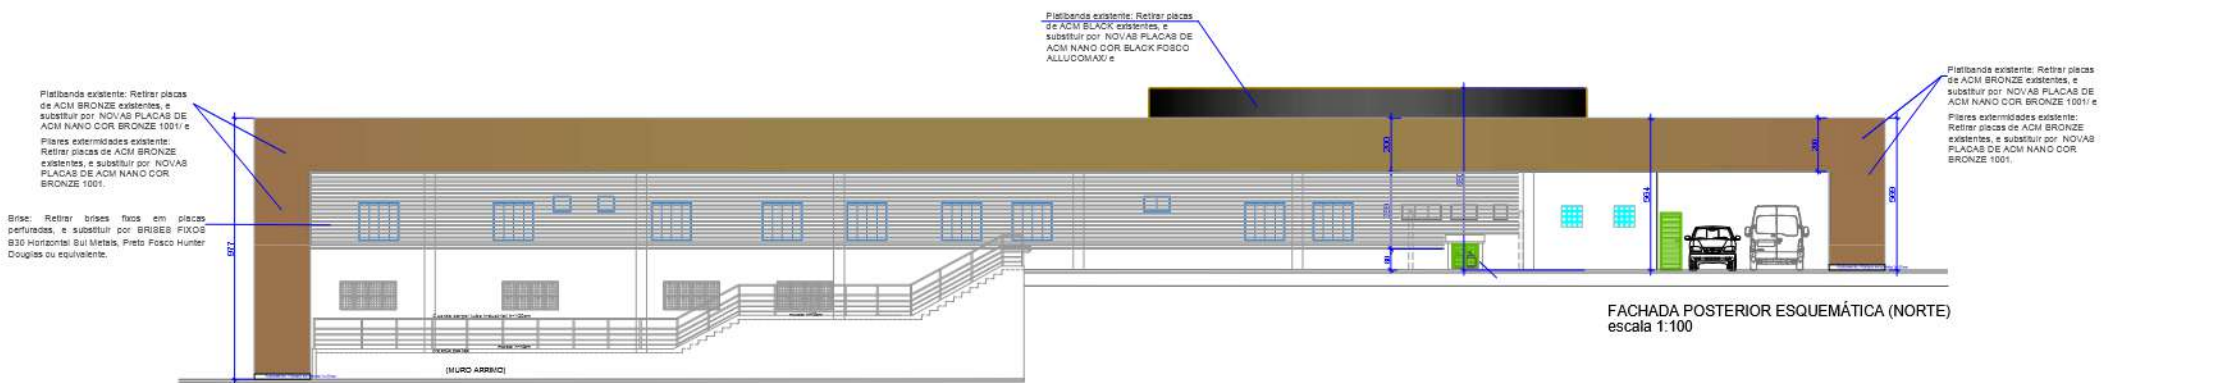 Platibanda existente: Retirar placas
de ACM BLACK existentes, e
substituir por NOVAS PLACAS DE
ACM NANO COR BLACK FOSCO
ALLUCOMAX/ e
Platibanda existente: Retirar placas
de ACM BRONZE existentes, e
substituir por NOVAS PLACAS DE
ACM NANO COR BRONZE 1001/ e
Pilares extermidades existente:
Retirar placas de ACM BRONZE
existentes, e substituir por NOVAS
PLACAS DE ACM NANO COR
BRONZE 1001.
Brise: Retirar brises fixos em placas
perfuradas, e substituir por BRISES FIXOS
B30 Horizontal Sul Metais, Preto Fosco Hunter
Douglas ou equivalente.
Platibanda existente: Retirar placas
de ACM BRONZE existentes, e
substituir por NOVAS PLACAS DE
ACM NANO COR BRONZE 1001/ e
Pilares extermidades existente:
Retirar placas de ACM BRONZE
existentes, e substituir por NOVAS
PLACAS DE ACM NANO COR
BRONZE 1001.
977
200
564
569
(MURO ARRIMO)
FACHADA POSTERIOR ESQUEMÁTICA (NORTE)
escala 1:100